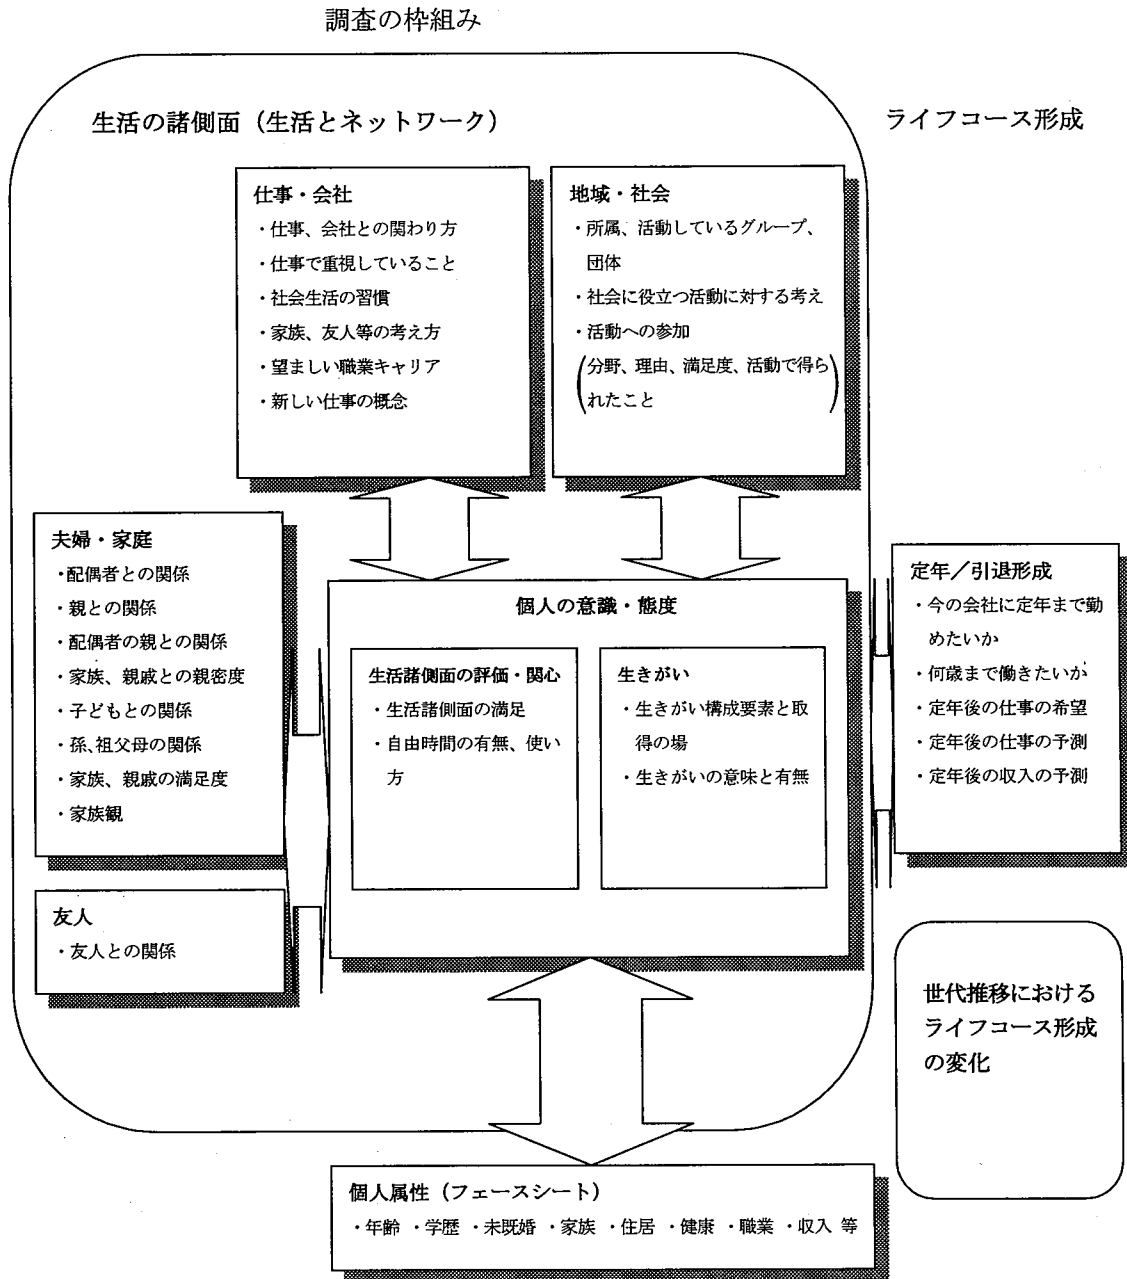 調査の枠組み
生活の諸側面（生活とネットワーク）
ライフコース形成
仕事・会社
・仕事、会社との関わり方
・仕事で重視していること
・社会生活の習慣
・家族、友人等の考え方
・望ましい職業キャリア
・新しい仕事の概念
地域・社会
・所属、活動しているグループ、
団体
・社会に役立つ活動に対する考え
・活動への参加
（分野、理由、満足度、活動で得ら
れたこと）
夫婦・家庭
・配偶者との関係
・親との関係
・配偶者の親との関係
・家族、親戚との親密度
・子どもとの関係
・孫、祖父母の関係
・家族、親戚の満足度
・家族観
友人
・友人との関係
個人の意識・態度
生活諸側面の評価・関心
・生活諸側面の満足
・自由時間の有無、使い
方
生きがい
・生きがい構成要素と取
得の場
・生きがいの意味と有無
定年／引退形成
・今の会社に定年まで勤
めたいか
・何歳まで働きたいか
・定年後の仕事の希望
・定年後の仕事の予測
・定年後の収入の予測
世代推移における
ライフコース形成
の変化
個人属性（フェースシート）
・年齢 ・学歴 ・未既婚 ・家族 ・住居 ・健康 ・職業 ・収入 等